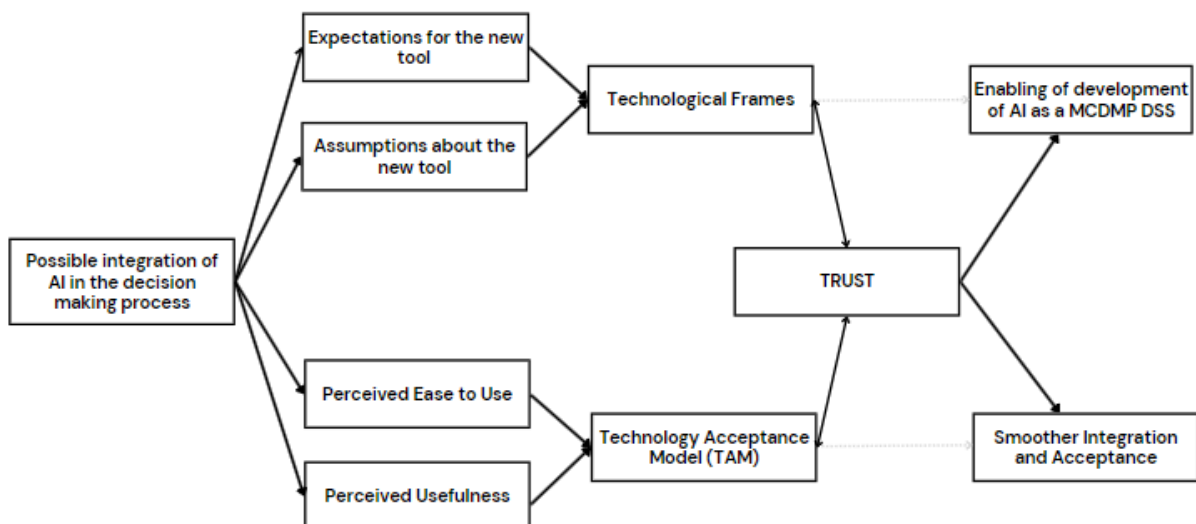 Expectations for the new
tool
Technological Frames
Enabling of development
of AI as a MCDMP DSS
Assumptions about the
new tool
Possible integration of
AI in the decision
making process
TRUST
Perceived Ease to Use
Technology Acceptance
Model (TAM)
Smoother Integration
and Acceptance
Perceived Usefulness